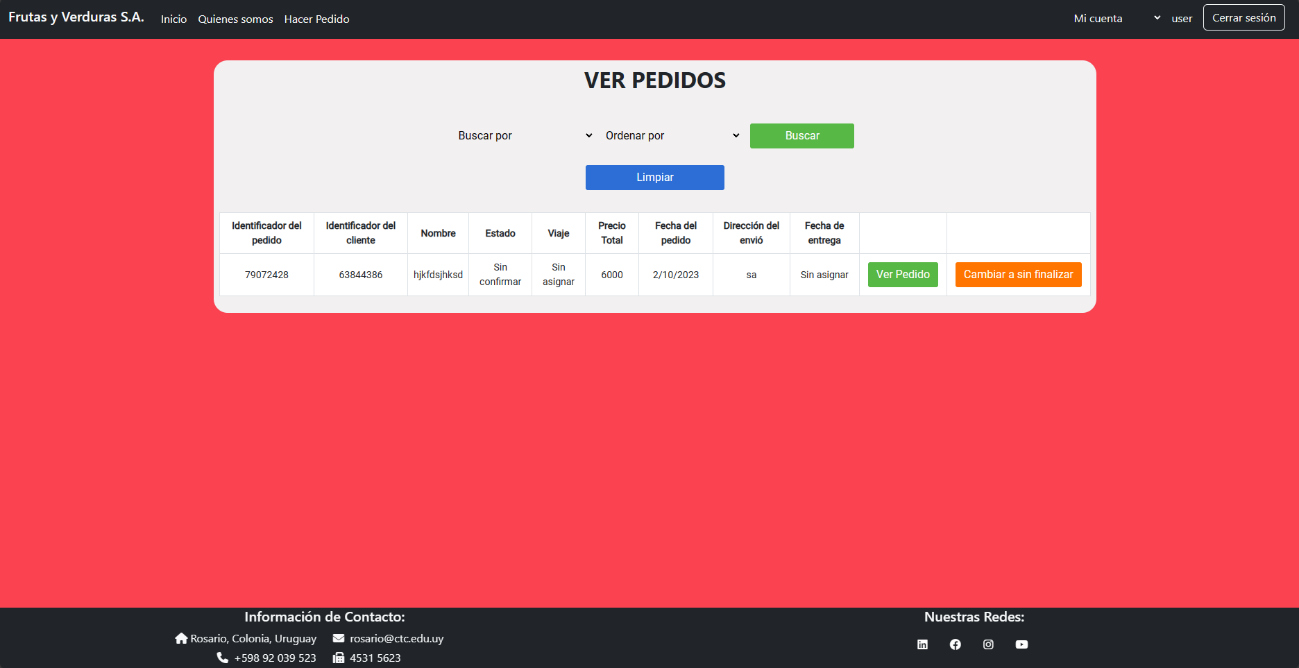 Frutas y Verduras S.A. Inicio Quienes somos Hacer Pedido Mi cuenta user Cerrar sesión
VER PEDIDOS
Buscar por Ordenar por Buscar
Limpiar
Identificador del pedido Identificador del cliente Nombre Estado Viaje Precio Total Fecha del pedido Dirección del envió Fecha de entrega
79072428 63844386 hjkfdsjhksd Sin confirmar Sin asignar 6000 2/10/2023 sa Sin asignar Ver Pedido Cambiar a sin finalizar
Información de Contacto: Nuestras Redes:
Rosario, Colonia, Uruguay rosario@ctc.edu.uy
+598 92 039 523 4531 5623